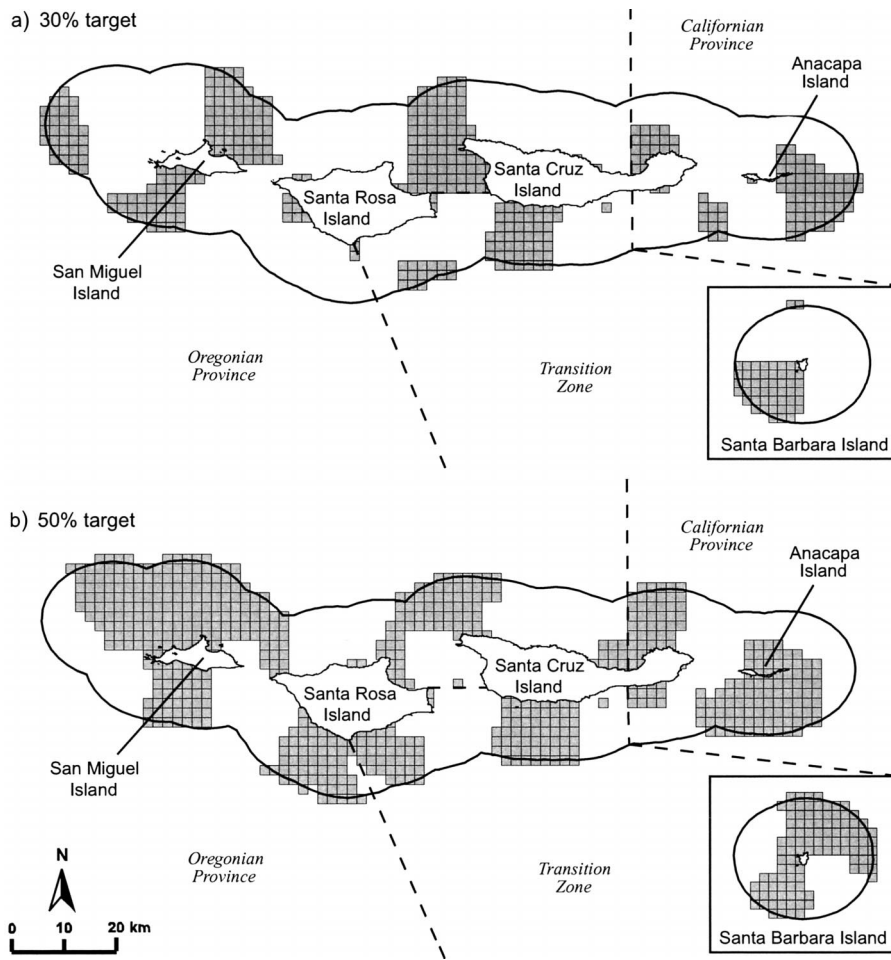 a) 30% target
Californian
Province
Anacapa
Island
Santa Cruz
Island
Santa Rosa
Island
San Miguel
Island
Oregonian
Province
Transition
Zone
Santa Barbara Island
b) 50% target
Californian
Province
Anacapa
Island
Santa Cruz
Island
Santa Rosa
Island
San Miguel
Island
Oregonian
Province
Transition
Zone
Santa Barbara Island
N
0 10 20 km